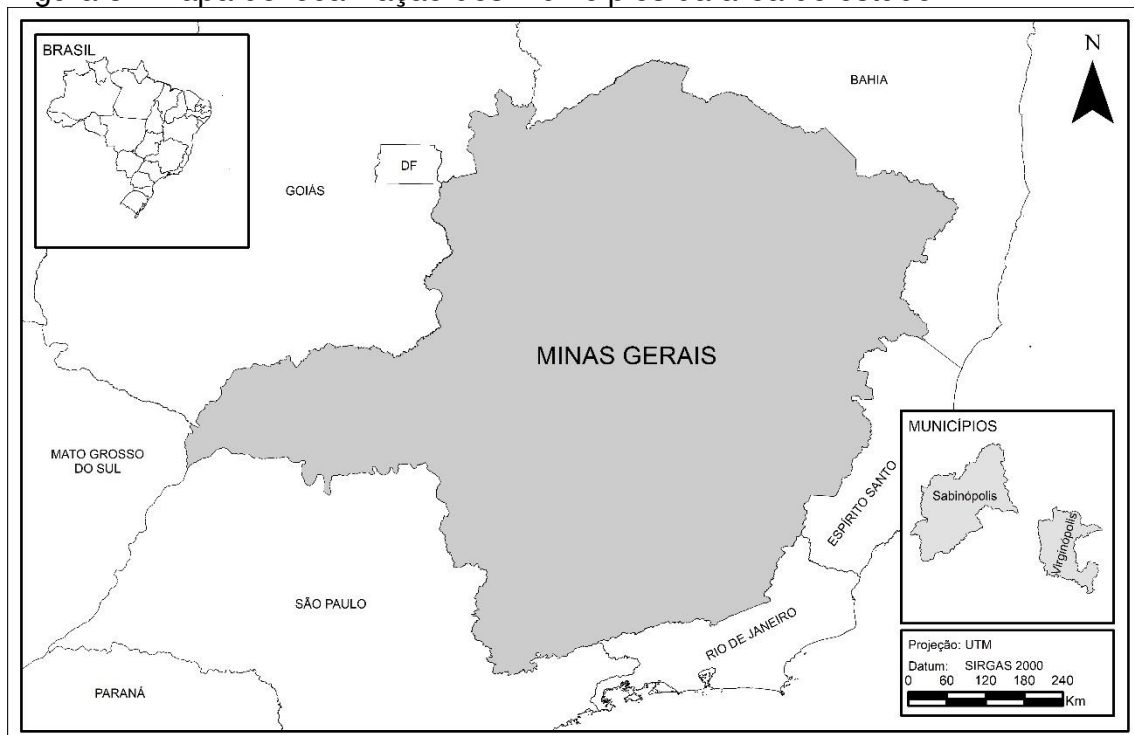 BRASIL
N
BAHIA
DF
GOIÁS
MINAS GERAIS
MATO GROSSO
DO SUL
MUNICÍPIOS
Sabinópolis
Virginópolis
ESPÍRITO SANTO
SÃO PAULO
RIO DE JANEIRO
PARANÁ
Projeção: UTM
Datum: SIRGAS 2000
0 60 120 180 240
Km